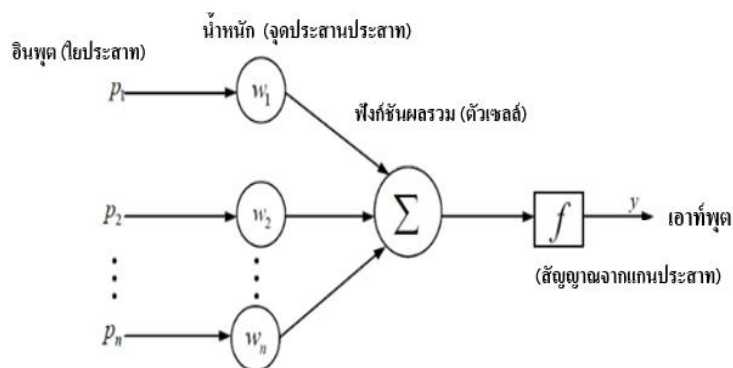 น้ำหนัก (จุดประสานประสาท)
อินพุต (ใยประสาท)
p₁ w₁
ฟังก์ชันผลรวม (ตัวเซลล์)
p₂ w₂ Σ f y เอาท์พุต
(สัญญาณจากแกนประสาท)
pₙ wₙ